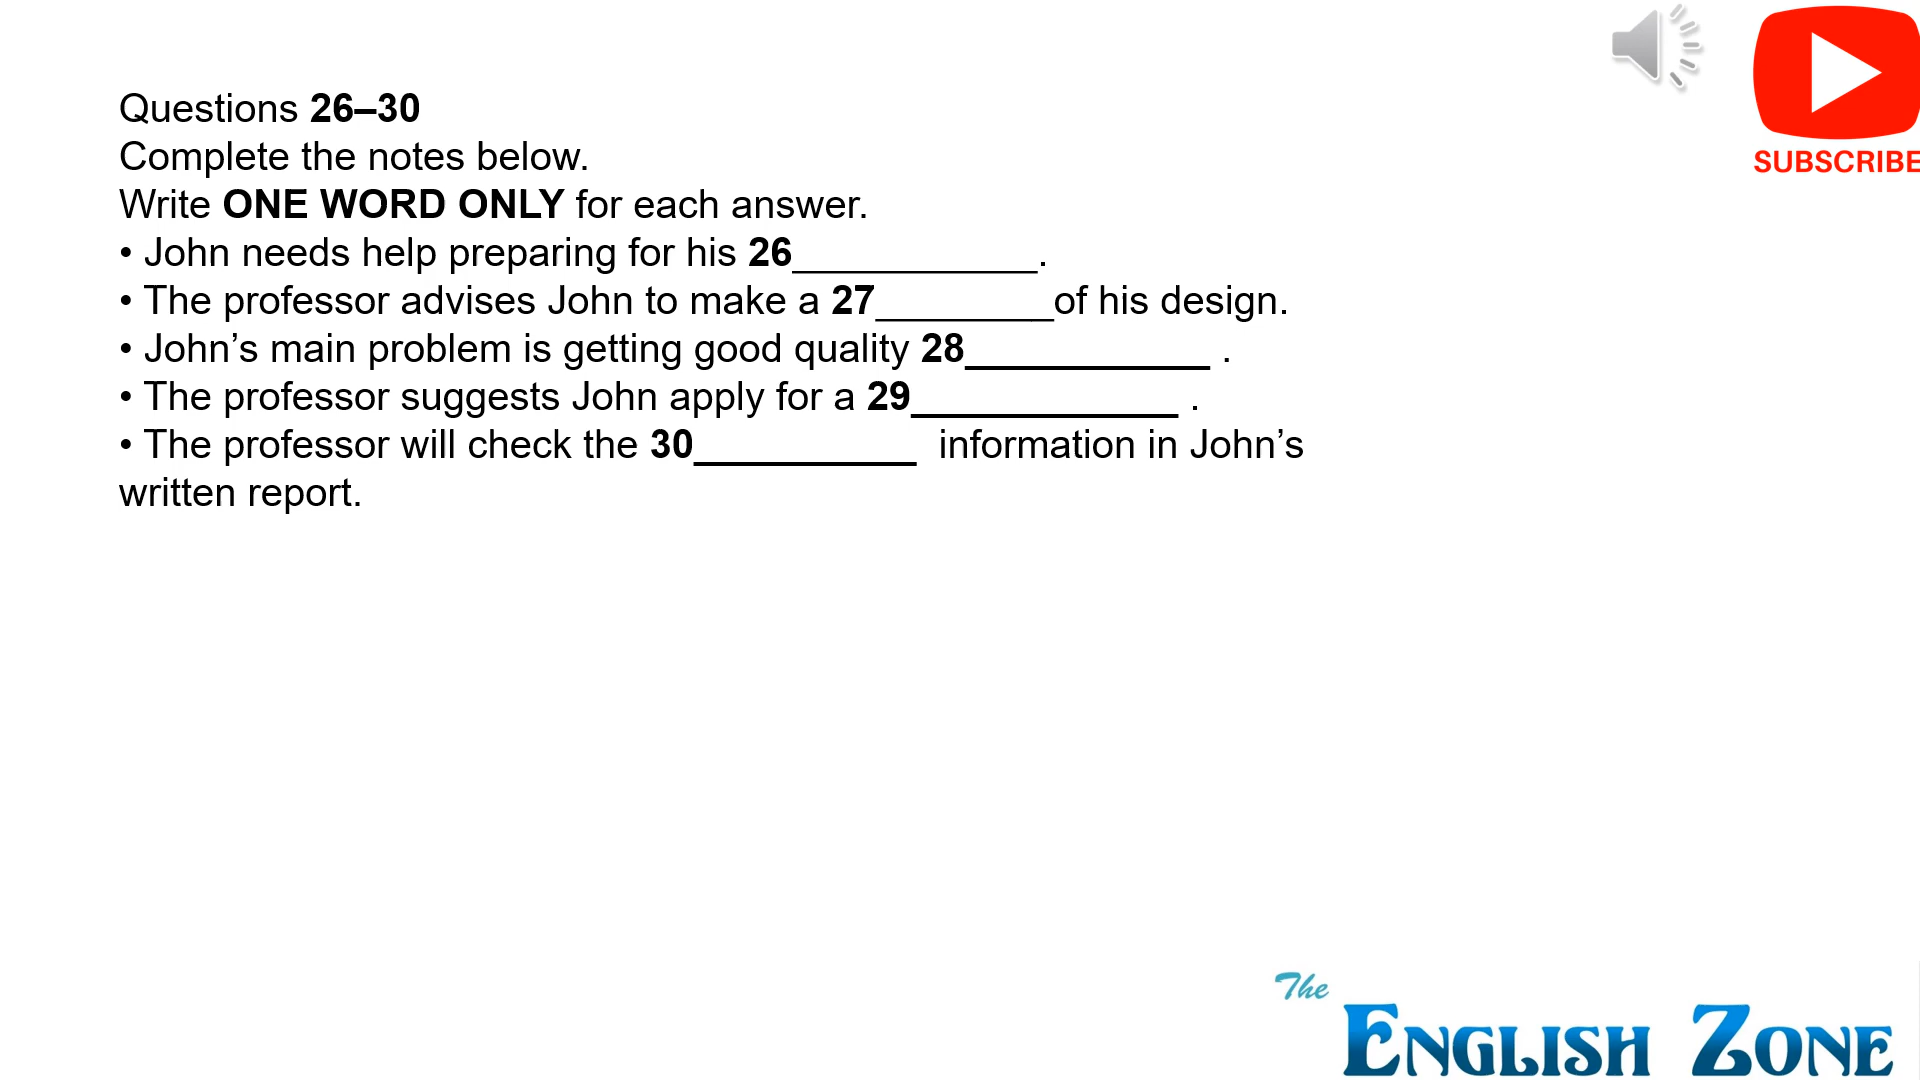 Questions 26–30
Complete the notes below.
Write ONE WORD ONLY for each answer.
• John needs help preparing for his 26___________.
• The professor advises John to make a 27________of his design.
• John’s main problem is getting good quality 28___________ .
• The professor suggests John apply for a 29____________ .
• The professor will check the 30__________ information in John’s
written report.
SUBSCRIBE
The
ENGLISH ZONE